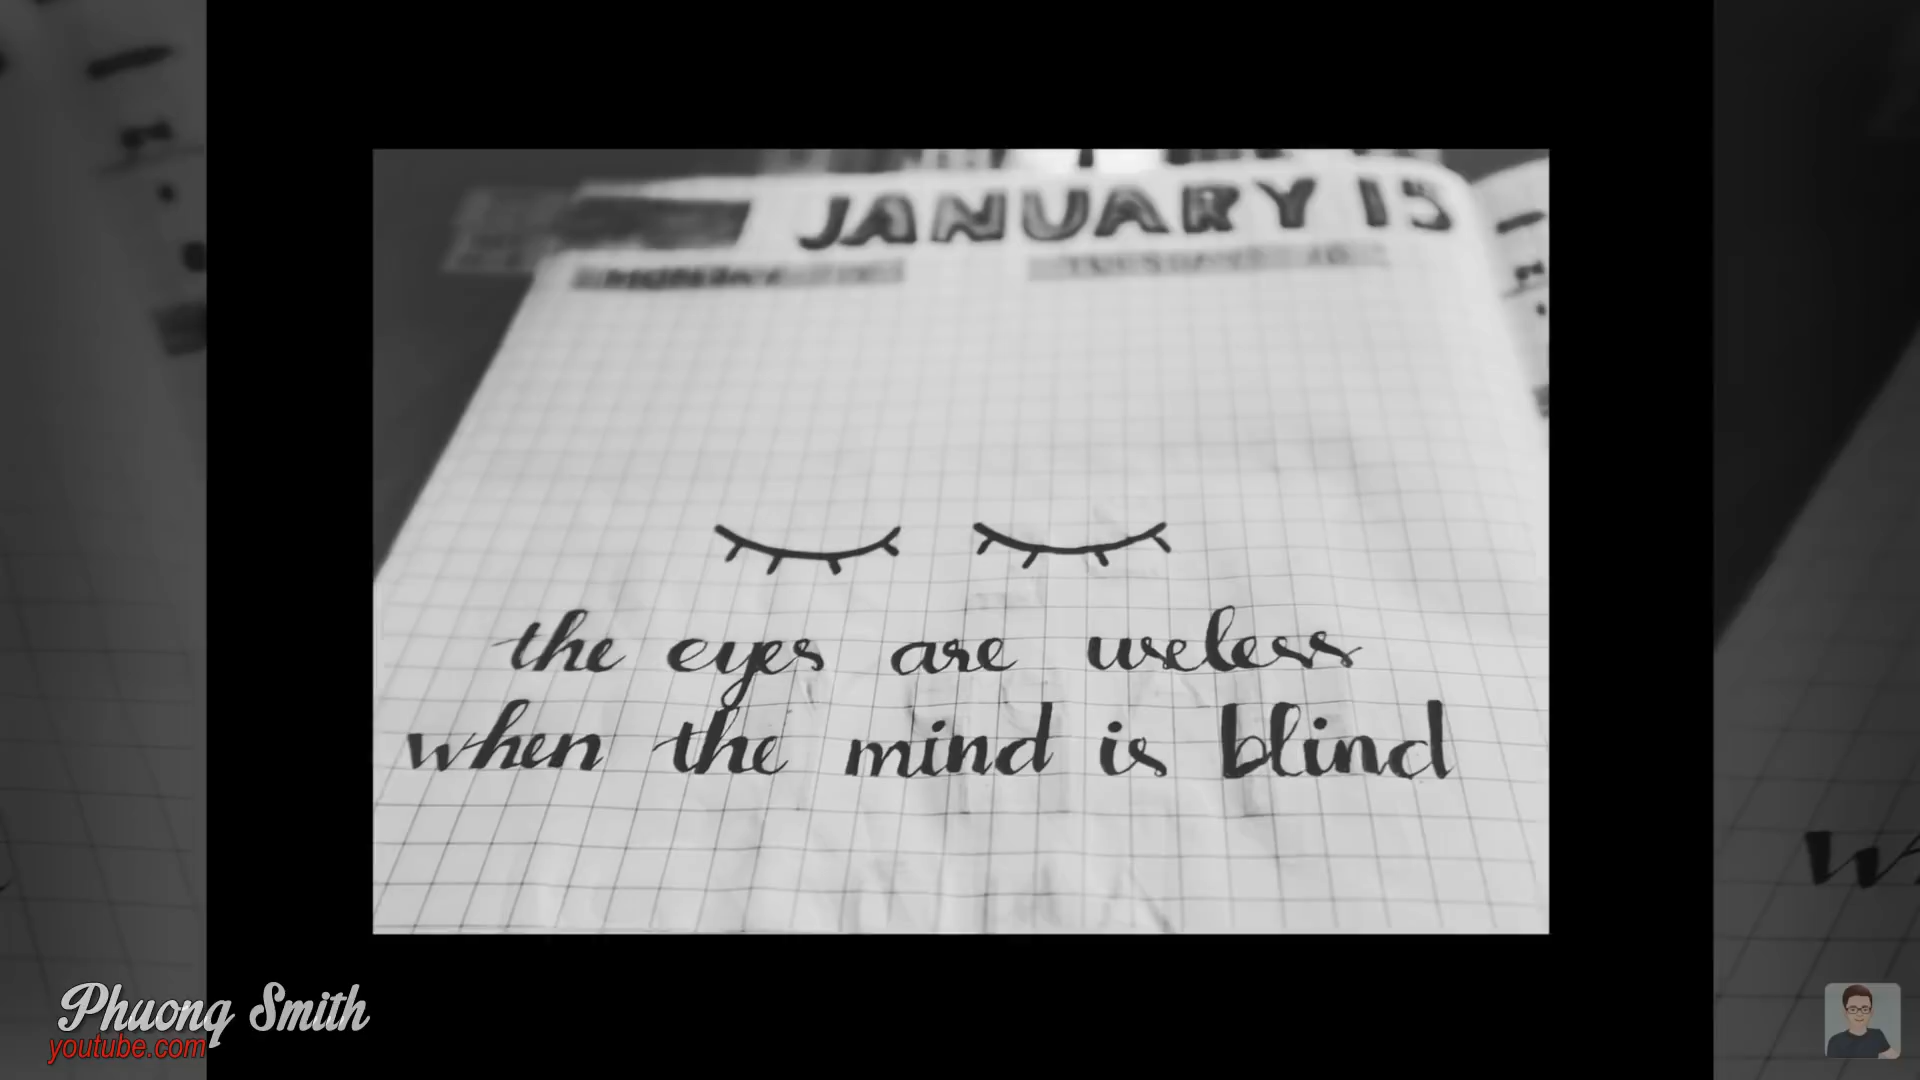 JANUARY 15
the eyes are useless
when the mind is blind
Phuong Smith
youtube.com